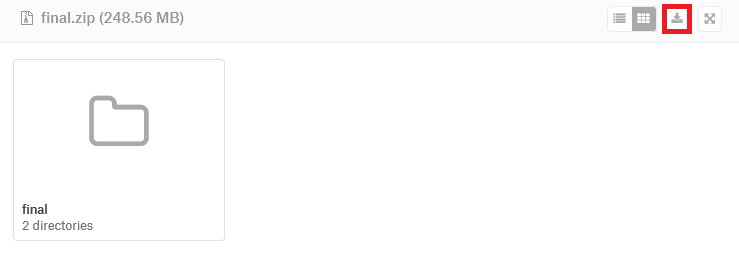 final.zip (248.56 MB)
final
2 directories